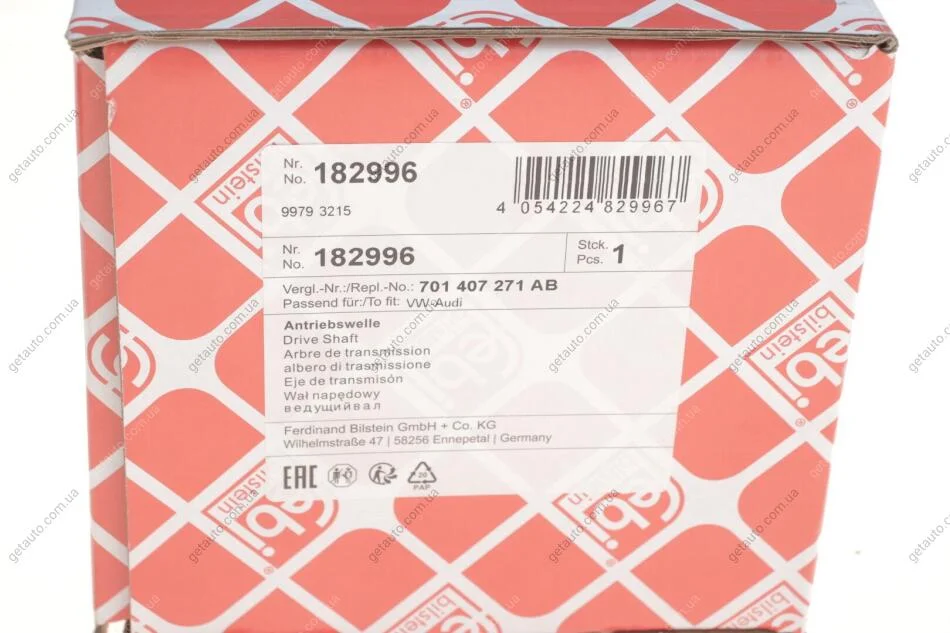 Nr.
No. 182996
9979 3215
4 054224 829967
Nr.
No. 182996
Stck.
Pcs. 1
Vergl.-Nr.:/Repl.-No.: 701 407 271 AB
Passend für:/To fit: VW-Audi
Antriebswelle
Drive Shaft
Arbre de transmission
albero di trasmissione
Eje de transmisón
Wał napędowy
ведущийвал
Ferdinand Bilstein GmbH + Co. KG
Wilhelmstraße 47 | 58256 Ennepetal | Germany
EAC
20
PAP
febi
bilstein
getauto.com.ua